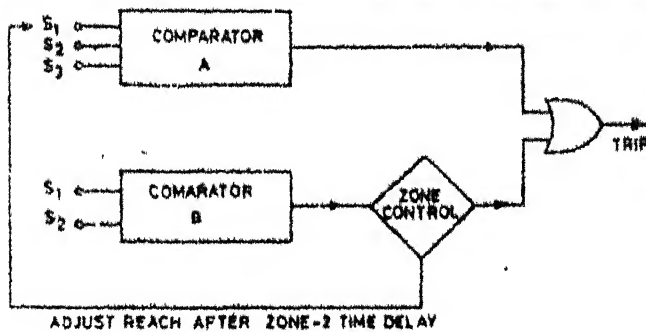 S1
S2
S3
COMPARATOR
A
TRIP
S1
S2
COMARATOR
B
ZONE
CONTROL
ADJUST REACH AFTER ZONE-2 TIME DELAY